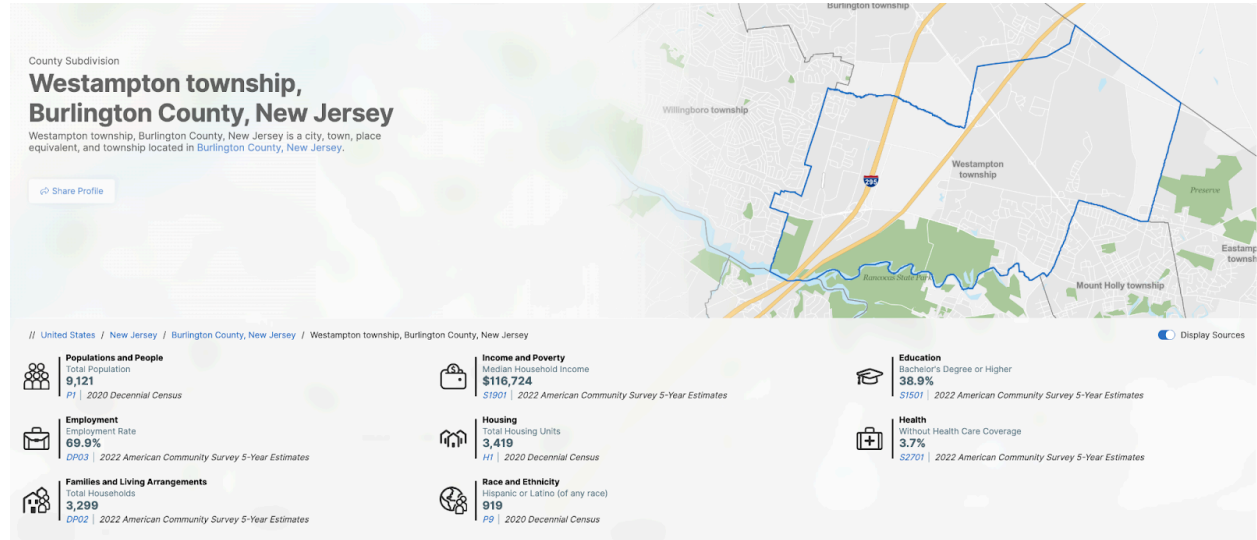 Burlington township
County Subdivision
Westampton township,
Burlington County, New Jersey
Westampton township, Burlington County, New Jersey is a city, town, place
equivalent, and township located in Burlington County, New Jersey.
Share Profile
Willingboro township
295
Westampton
township
Preserve
Eastamp
townsh
Rancocas State Park
Mount Holly township
// United States / New Jersey / Burlington County, New Jersey / Westampton township, Burlington County, New Jersey
Display Sources
Populations and People
Total Population
9,121
P1 | 2020 Decennial Census
Income and Poverty
Median Household Income
$116,724
S1901 | 2022 American Community Survey 5-Year Estimates
Education
Bachelor's Degree or Higher
38.9%
S1501 | 2022 American Community Survey 5-Year Estimates
Employment
Employment Rate
69.9%
DP03 | 2022 American Community Survey 5-Year Estimates
Housing
Total Housing Units
3,419
H1 | 2020 Decennial Census
Health
Without Health Care Coverage
3.7%
S2701 | 2022 American Community Survey 5-Year Estimates
Families and Living Arrangements
Total Households
3,299
DP02 | 2022 American Community Survey 5-Year Estimates
Race and Ethnicity
Hispanic or Latino (of any race)
919
P9 | 2020 Decennial Census